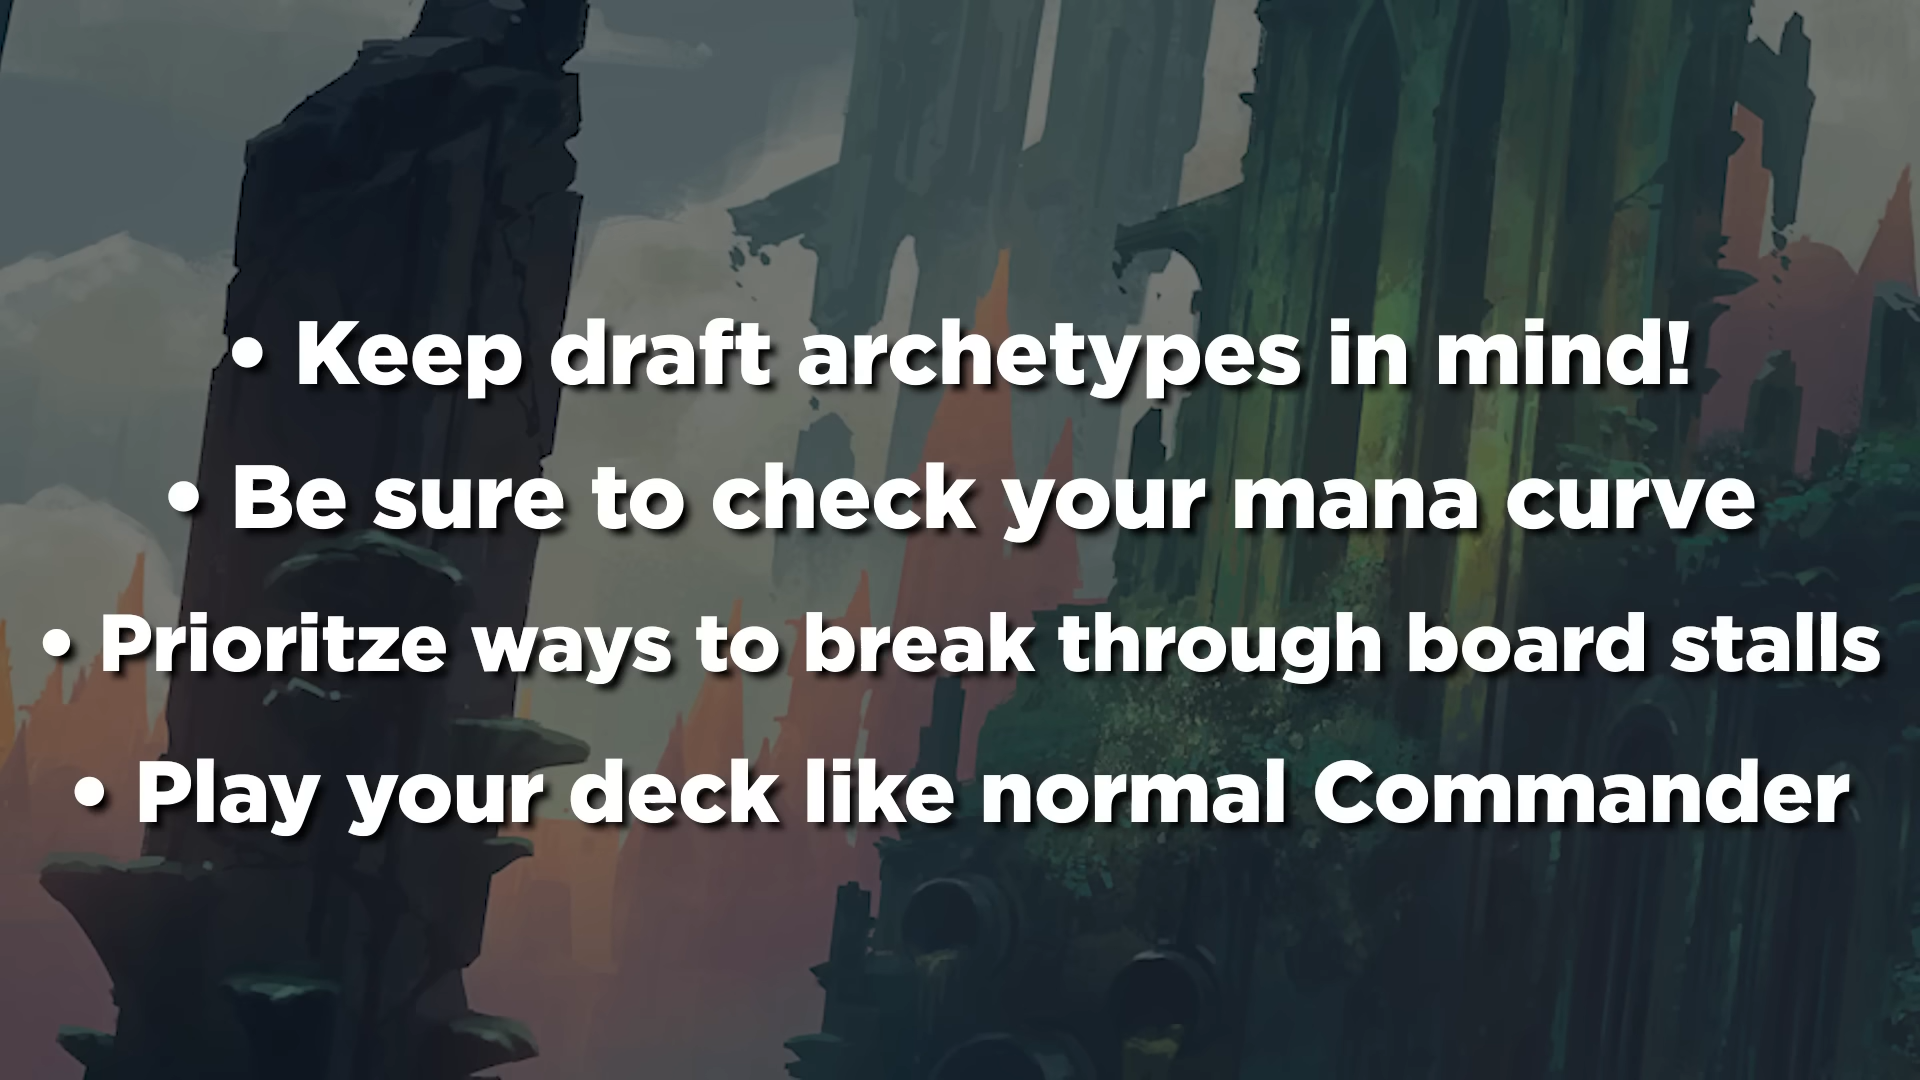 • Keep draft archetypes in mind!
• Be sure to check your mana curve
• Prioritze ways to break through board stalls
• Play your deck like normal Commander